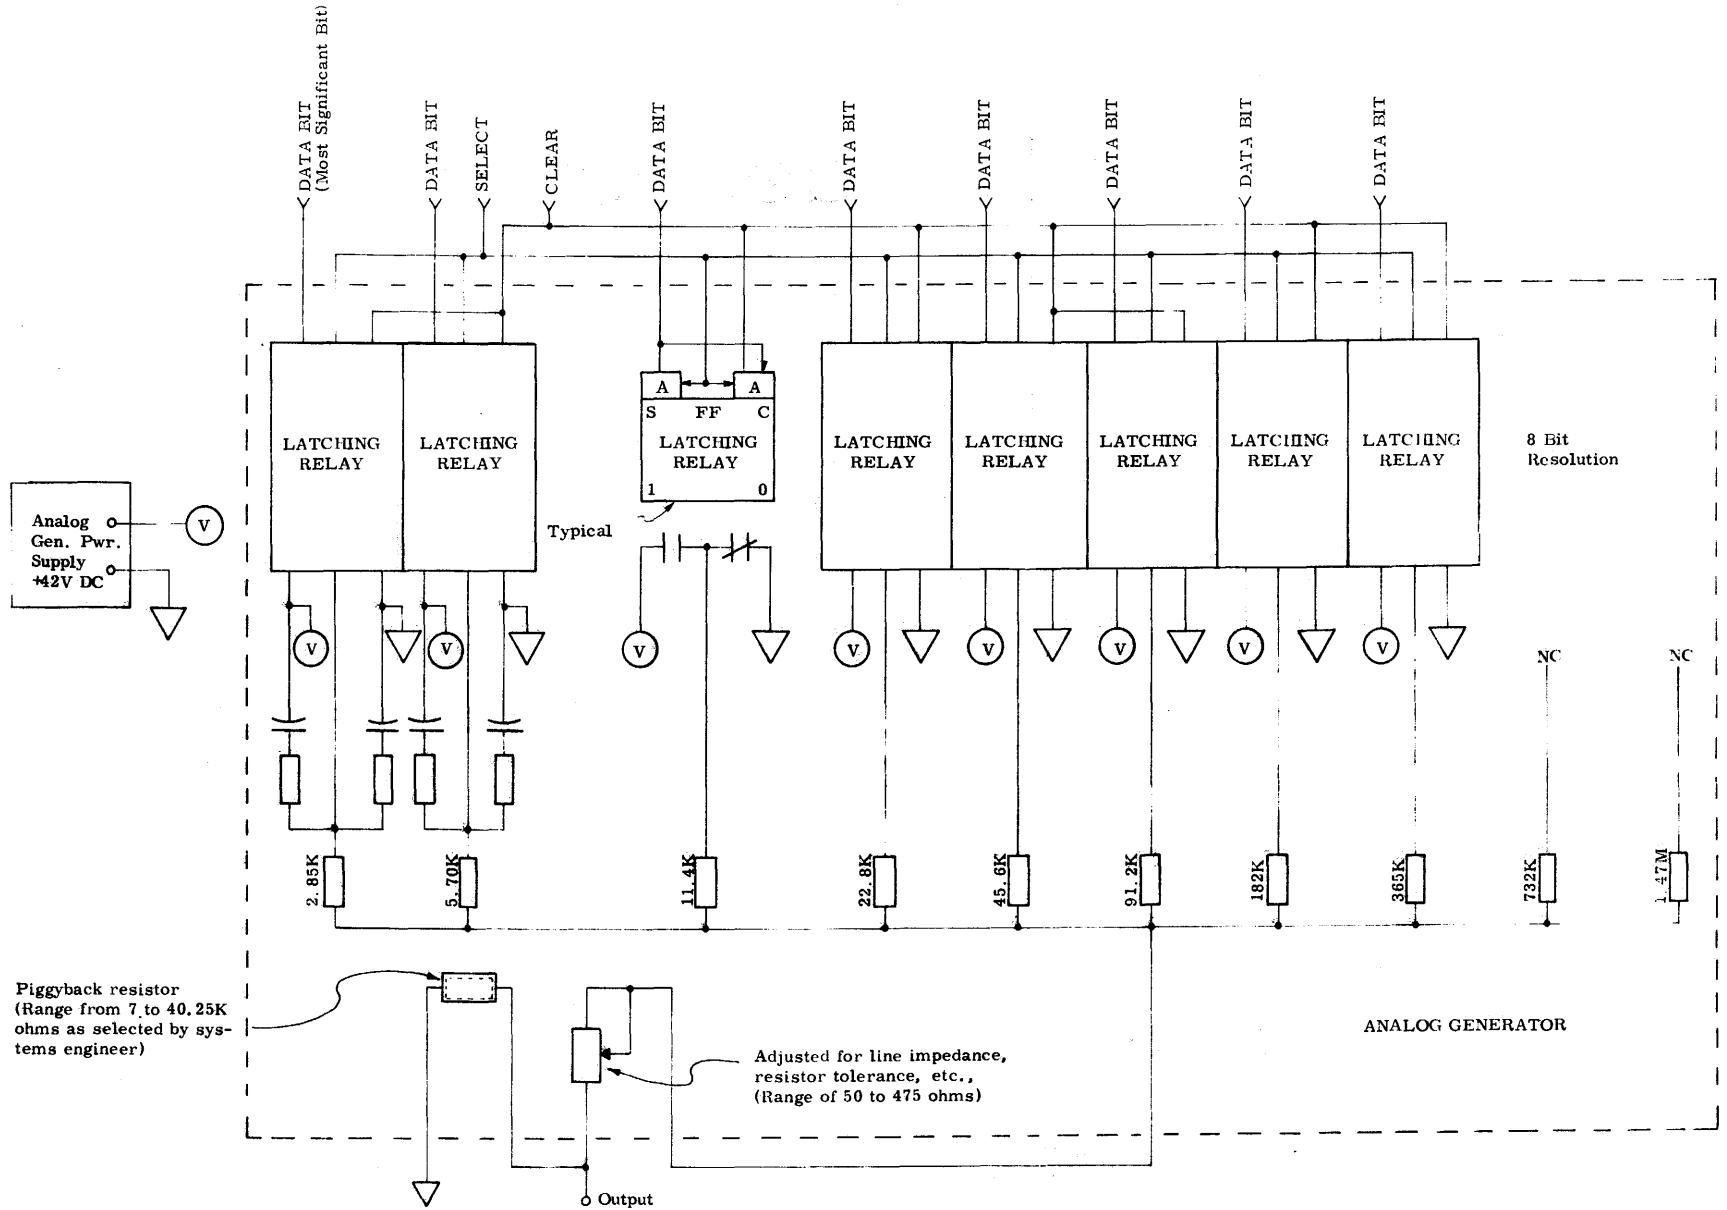 DATA BIT
(Most Significant Bit)
DATA BIT
SELECT
CLEAR
DATA BIT
DATA BIT
DATA BIT
DATA BIT
DATA BIT
DATA BIT
A
A
S
FF
C
LATCHING
RELAY
LATCHING
RELAY
LATCHING
RELAY
1
0
LATCHING
RELAY
LATCHING
RELAY
LATCHING
RELAY
LATCHING
RELAY
LATCHING
RELAY
8 Bit
Resolution
Typical
Analog
Gen. Pwr.
Supply
+42V DC
V
V
V
V
V
V
V
V
V
NC
NC
2.85K
5.70K
11.4K
22.8K
45.6K
91.2K
182K
365K
732K
1.47M
Piggyback resistor
(Range from 7 to 40.25K
ohms as selected by sys-
tems engineer)
Adjusted for line impedance,
resistor tolerance, etc.,
(Range of 50 to 475 ohms)
ANALOG GENERATOR
Output